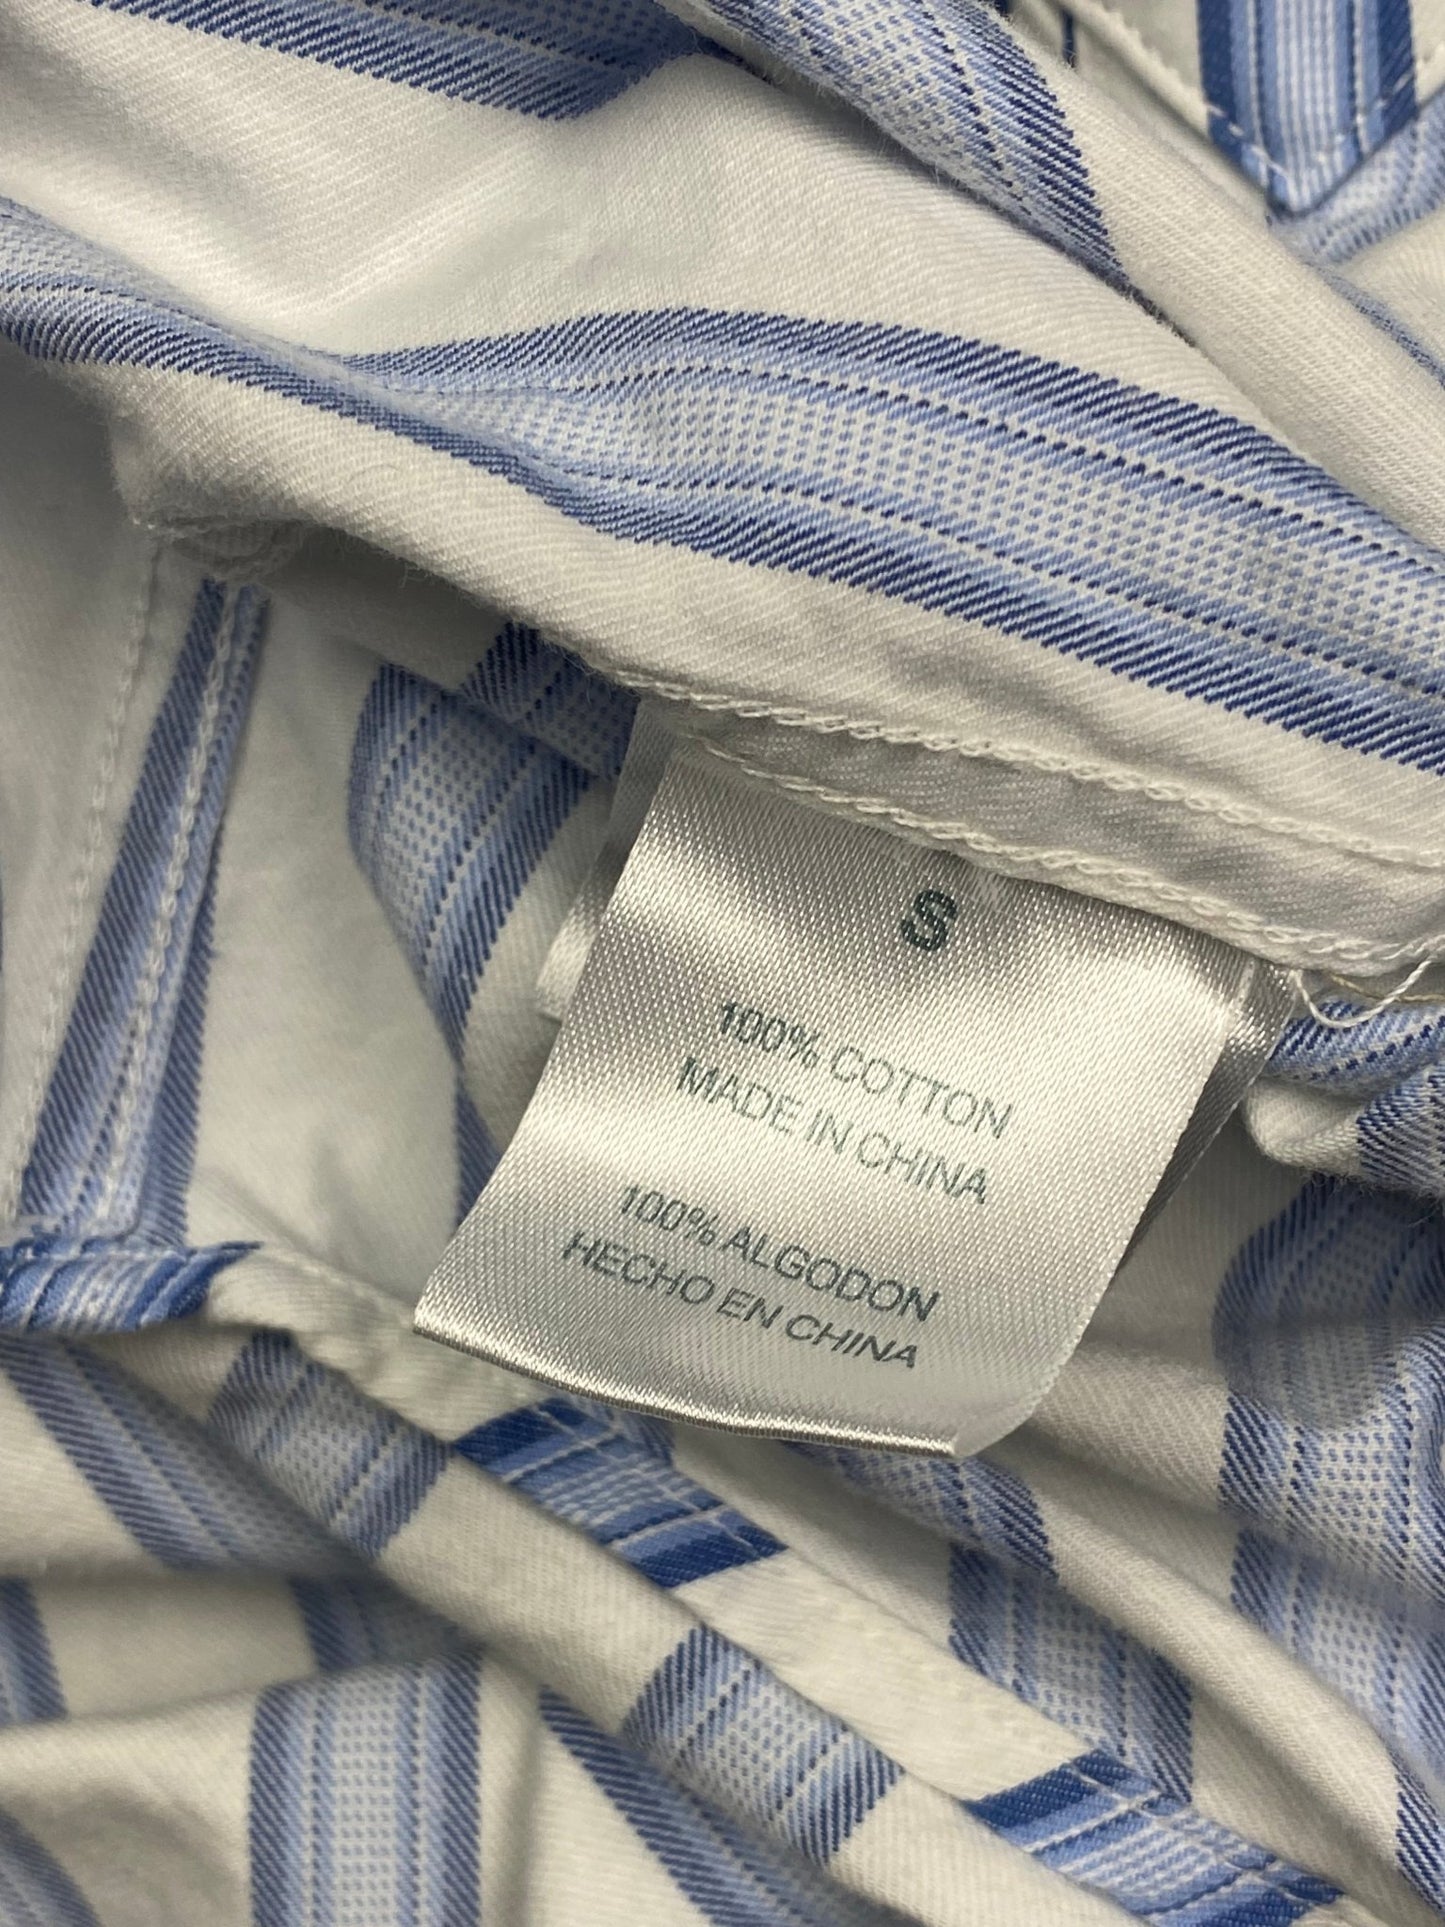 S
100% COTTON
MADE IN CHINA
100% ALGODON
HECHO EN CHINA